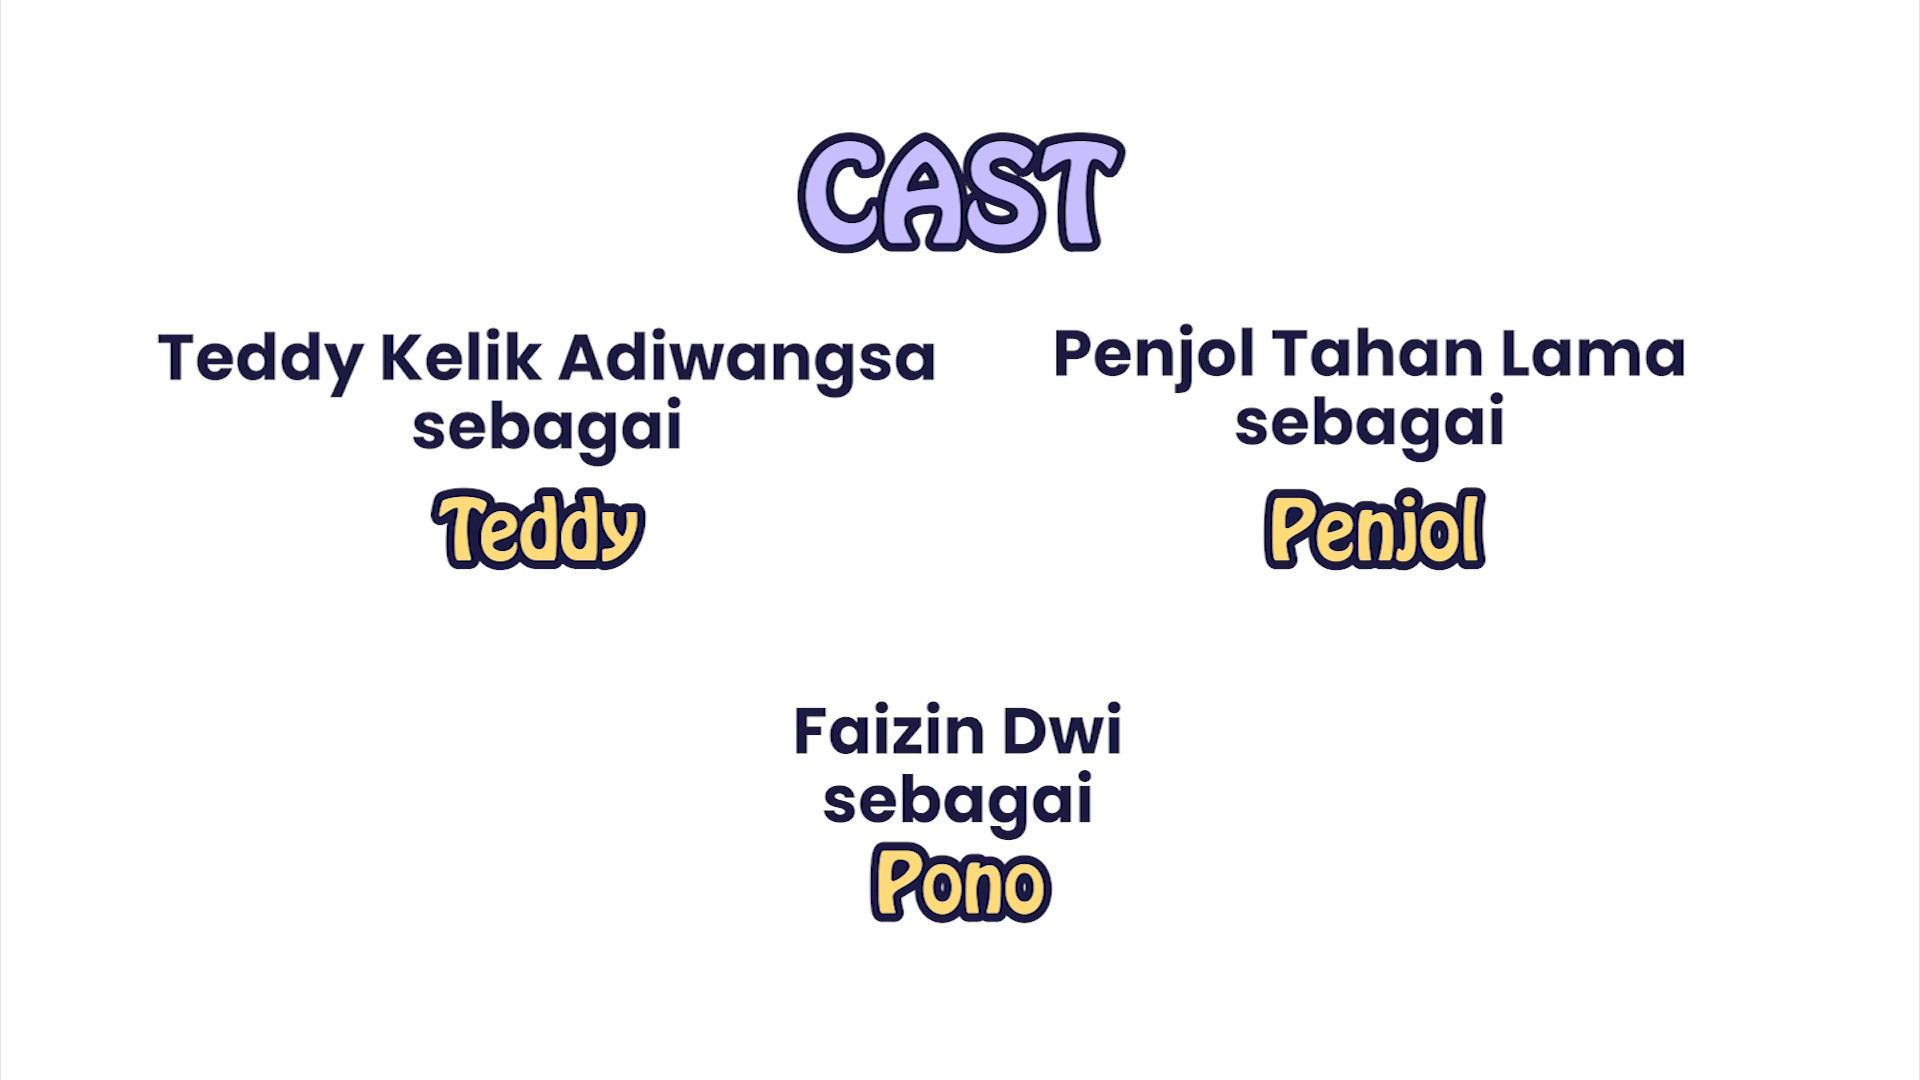 CAST
Teddy Kelik Adiwangsa
sebagai
Teddy
Penjol Tahan Lama
sebagai
Penjol
Faizin Dwi
sebagai
Pono